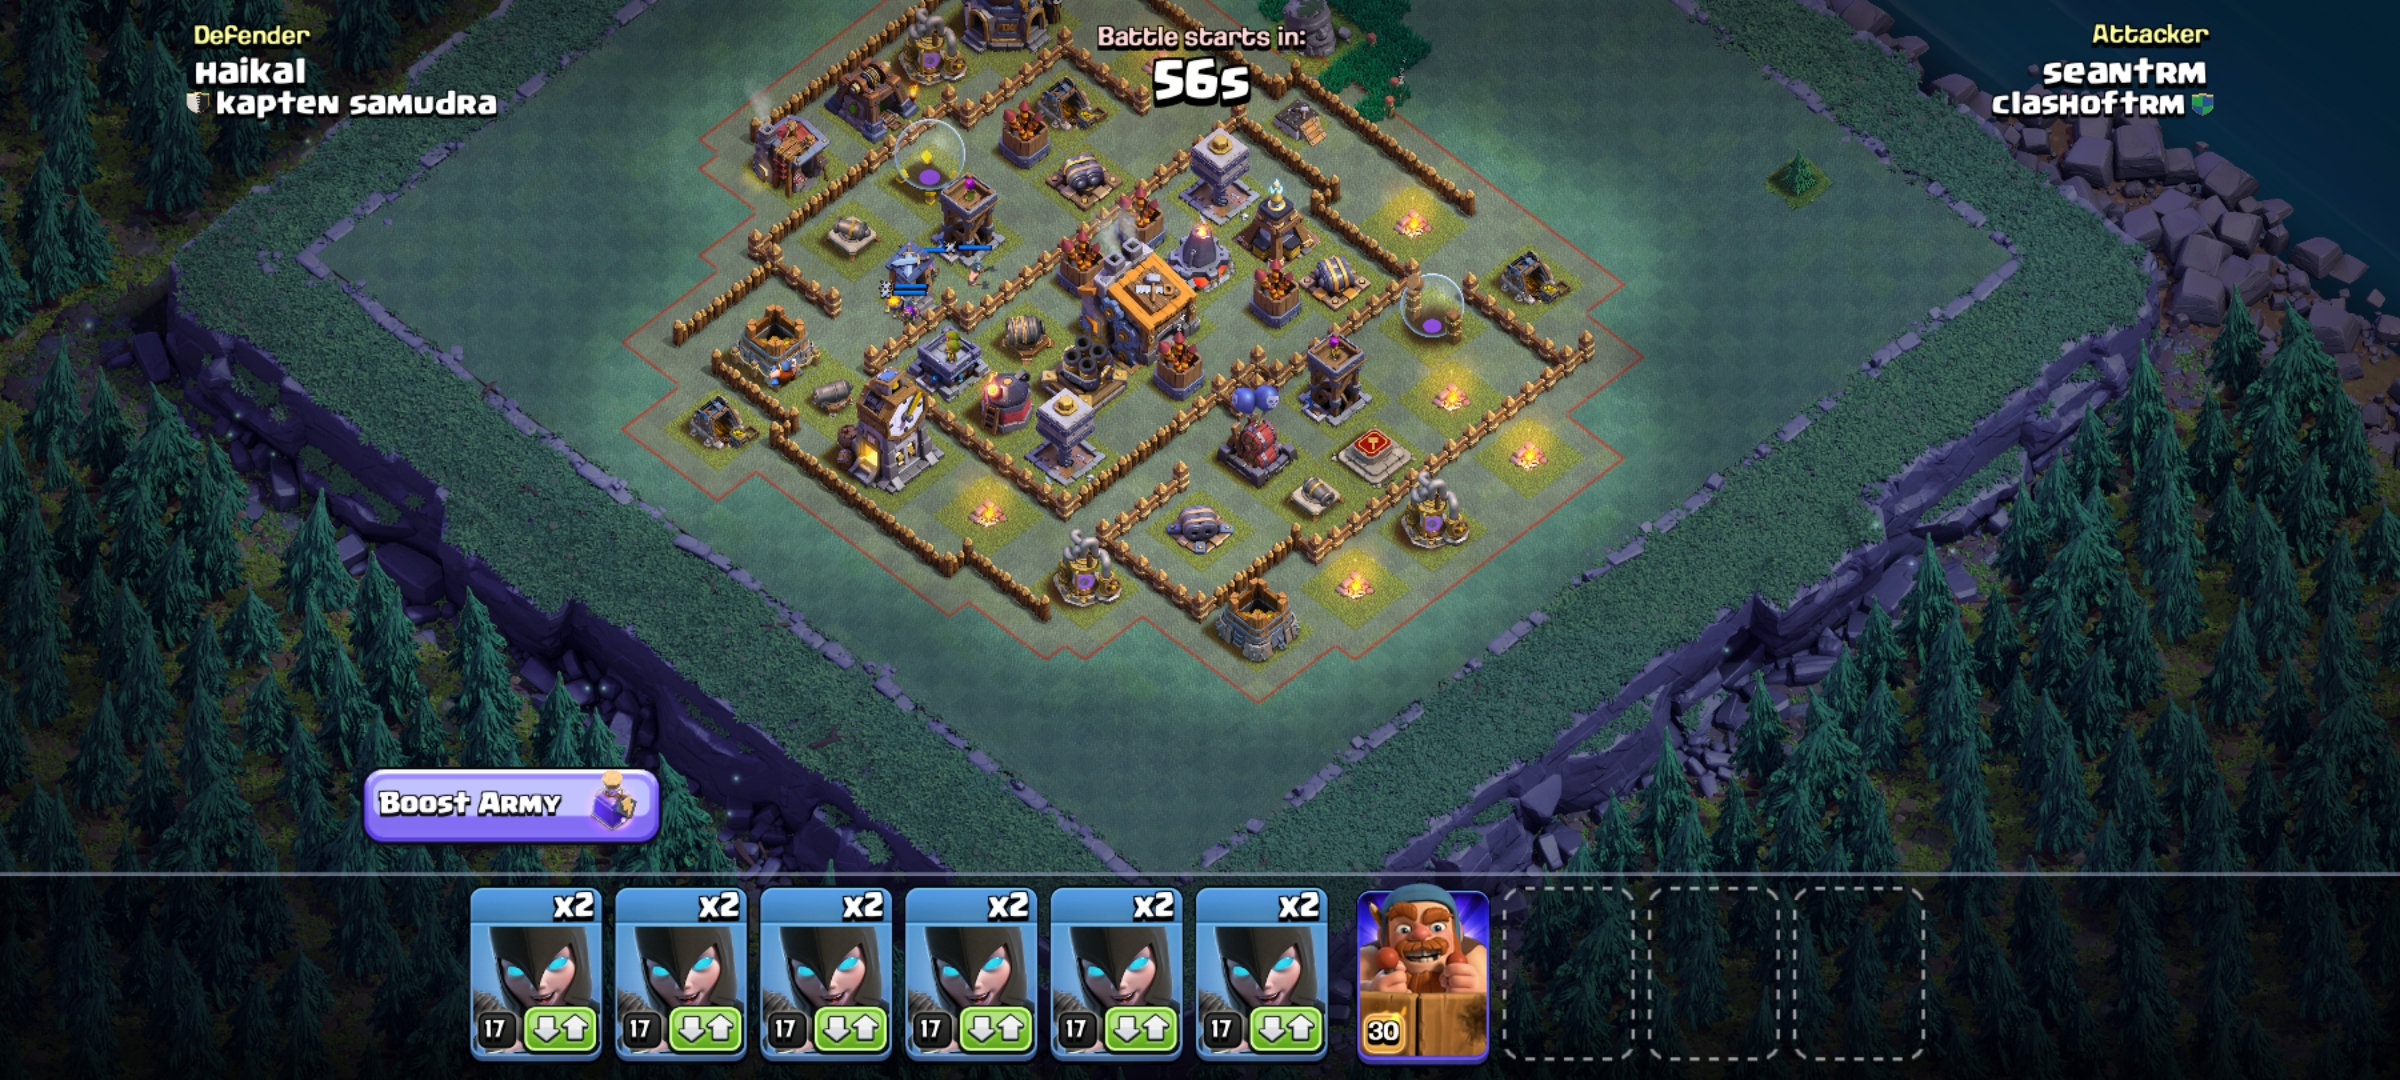 Defender
Haikal
kapten samudra
Battle starts in:
56s
Attacker
seantRM
clashoftRM
Boost Army
x2
x2
x2
x2
x2
x2
17
17
17
17
17
17
30